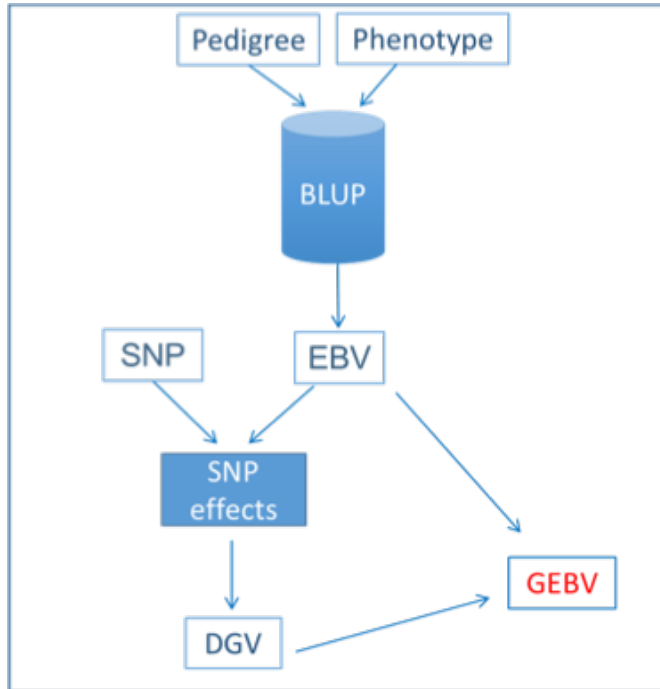 Pedigree
Phenotype
BLUP
SNP
EBV
SNP
effects
GEBV
DGV